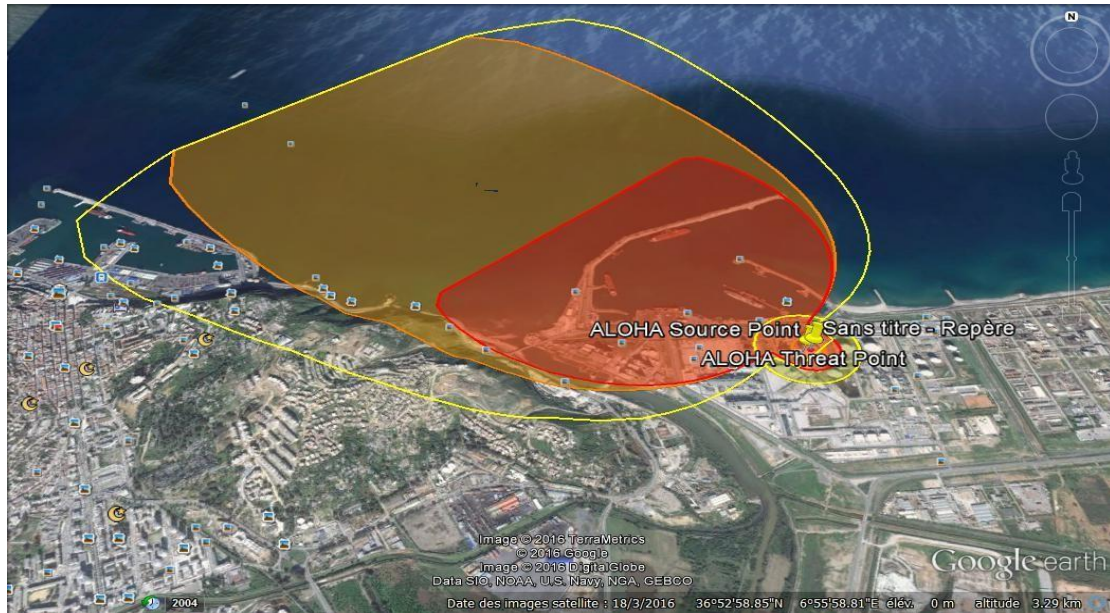 N
ALOHA Source Point
Sans titre - Repère
ALOHA Threat Point
Image © 2016 TerraMetrics
© 2016 Google
Image © 2016 DigitalGlobe
Data SIO, NOAA, U.S. Navy, NGA, GEBCO
Google earth
2004
Date des images satellite : 18/3/2016 36°52'58.85"N 6°55'58.81"E élév. 0 m altitude 3.29 km